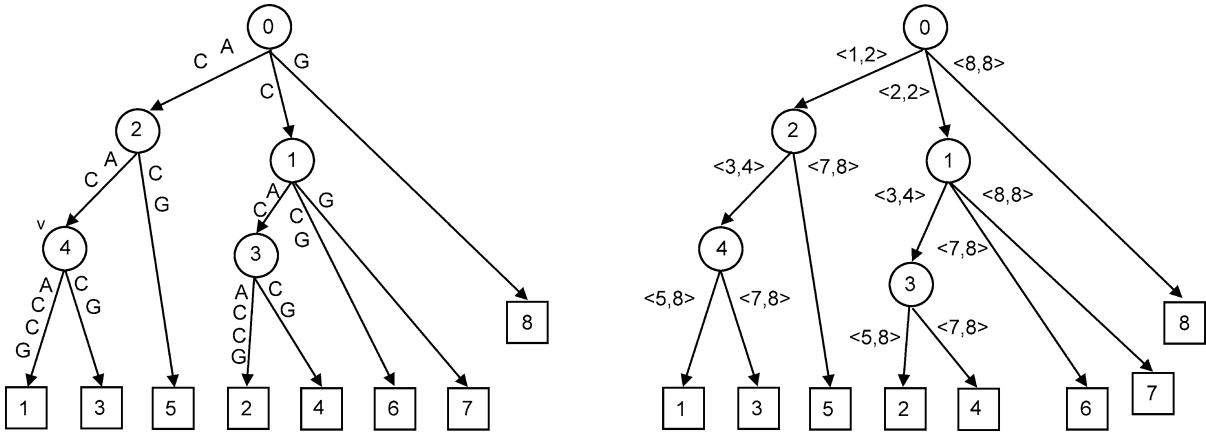 0 0
A <1,2> <8,8>
C G
C <2,2>
2 2
A C 1 <3,4> <7,8> 1
C G A G <3,4> <8,8>
C C
v G
4 3 4 <7,8>
A C A C 3
C G C G <5,8> <7,8>
C C <5,8> <7,8>
G G 8 8
1 3 5 2 4 6 7 1 3 5 2 4 6 7